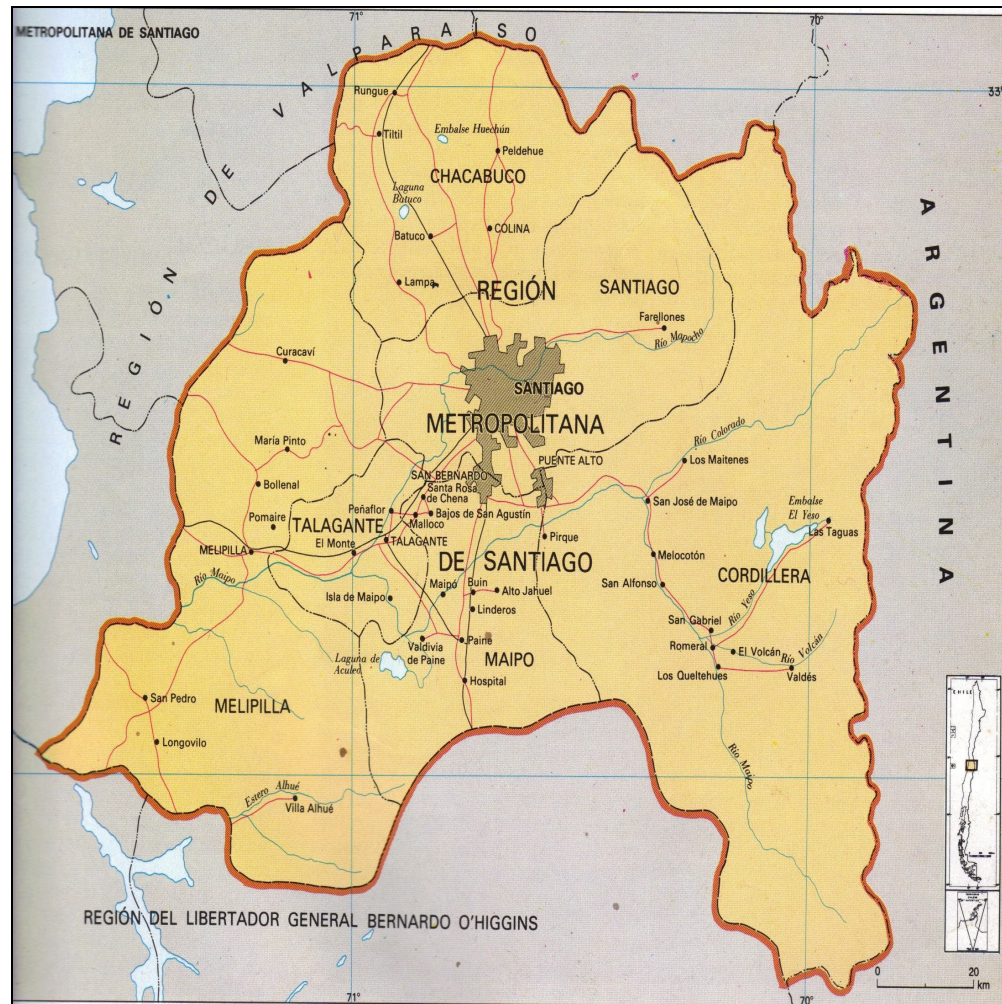 METROPOLITANA DE SANTIAGO
71°
70°
33°
REGIÓN DE VALPARAÍSO
ARGENTINA
Rungue
Tiltil
Embalse Huechún
Peldehue
CHACABUCO
Laguna
Batuco
Batuco
COLINA
Lampa
REGIÓN
SANTIAGO
Farellones
Río Mapocho
Curacaví
SANTIAGO
METROPOLITANA
Río Colorado
María Pinto
PUENTE ALTO
Los Maitenes
SAN BERNARDO
Bollenal
Santa Rosa
de Chena
San José de Maipo
Embalse
El Yeso
Peñaflor
Malloco
Bajos de San Agustín
Pomaire
TALAGANTE
Las Taguas
TALAGANTE
Pirque
El Monte
MELIPILLA
DE SANTIAGO
Melocotón
CORDILLERA
Río Maipo
Maipó
Buin
Alto Jahuel
San Alfonso
Isla de Maipo
Linderos
Río Yeso
San Gabriel
Valdivia
de Paine
Paine
Romeral
El Volcán
Río Volcán
Laguna de
Aculeo
MAIPO
Los Queltehues
Valdés
Hospital
San Pedro
MELIPILLA
Longovilo
Río Maipo
Estero Alhué
Villa Alhué
REGIÓN DEL LIBERTADOR GENERAL BERNARDO O'HIGGINS
CHILE
0 20
km
71°
70°